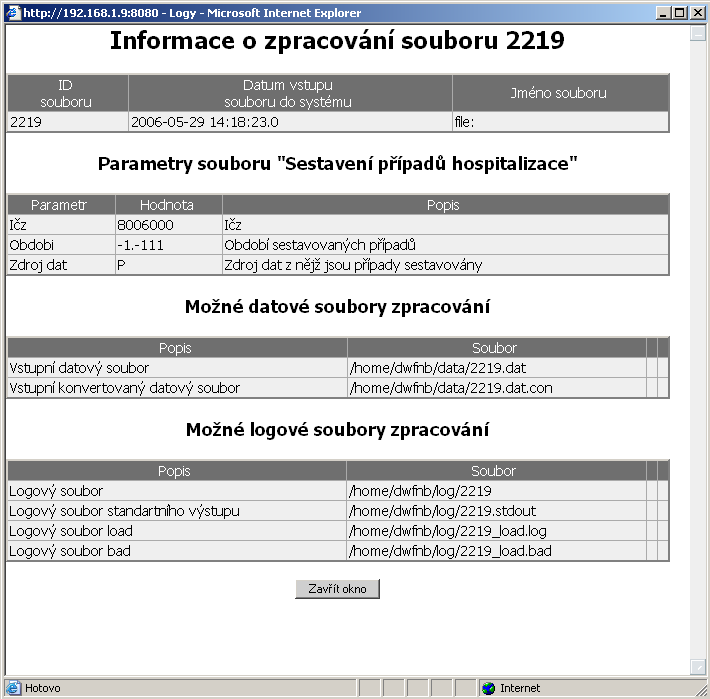 http://192.168.1.9:8080 - Logy - Microsoft Internet Explorer
Informace o zpracování souboru 2219
ID souboru Datum vstupu souboru do systému Jméno souboru
2219 2006-05-29 14:18:23.0 file:
Parametry souboru "Sestavení případů hospitalizace"
Parametr Hodnota Popis
Ičz 8006000 Ičz
Obdobi -1.-111 Období sestavovaných případů
Zdroj dat P Zdroj dat z nějž jsou případy sestavovány
Možné datové soubory zpracování
Popis Soubor
Vstupní datový soubor /home/dwfnb/data/2219.dat
Vstupní konvertovaný datový soubor /home/dwfnb/data/2219.dat.con
Možné logové soubory zpracování
Popis Soubor
Logový soubor /home/dwfnb/log/2219
Logový soubor standartního výstupu /home/dwfnb/log/2219.stdout
Logový soubor load /home/dwfnb/log/2219_load.log
Logový soubor bad /home/dwfnb/log/2219_load.bad
Zavřít okno
Hotovo Internet